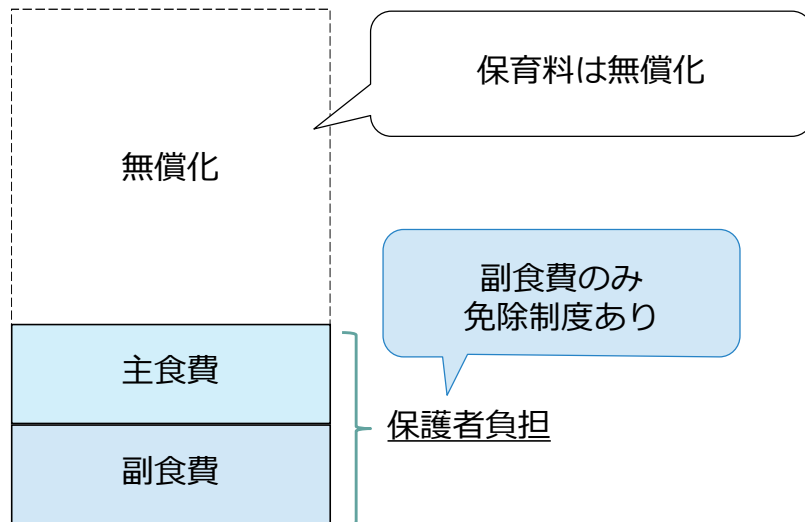 保育料は無償化
無償化
副食費のみ
免除制度あり
主食費
保護者負担
副食費